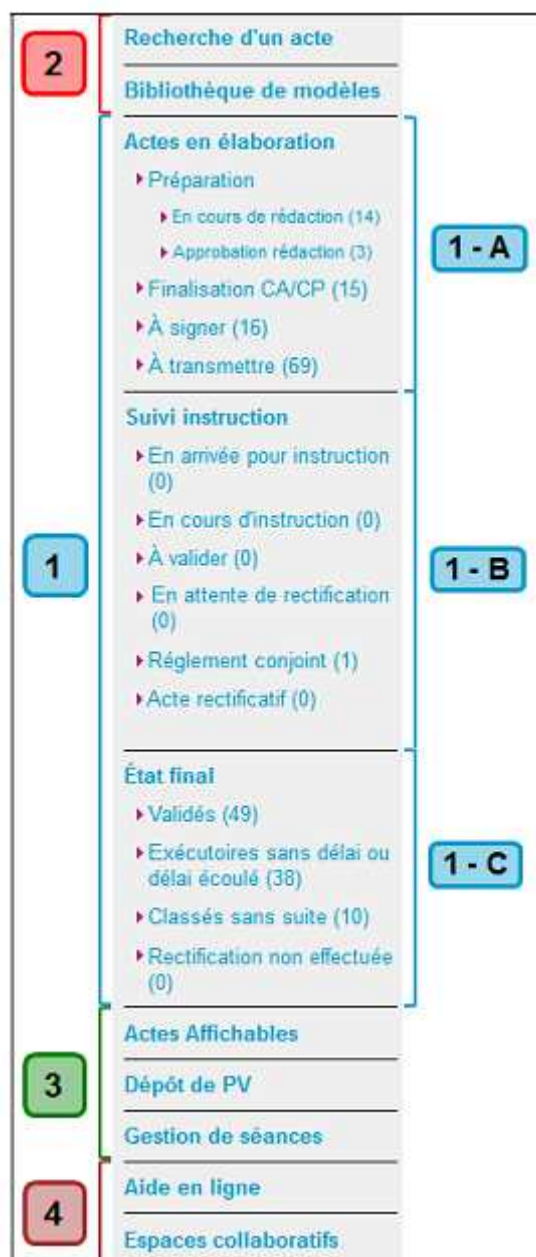 2
Recherche d'un acte
Bibliothèque de modèles
1
Actes en élaboration
Préparation
En cours de rédaction (14)
Approbation rédaction (3)
Finalisation CA/CP (15)
À signer (16)
À transmettre (69)
1 - A
Suivi instruction
En arrivée pour instruction
(0)
En cours d'instruction (0)
À valider (0)
En attente de rectification
(0)
Réglement conjoint (1)
Acte rectificatif (0)
1 - B
État final
Validés (49)
Exécutoires sans délai ou
délai écoulé (38)
Classés sans suite (10)
Rectification non effectuée
(0)
1 - C
3
Actes Affichables
Dépôt de PV
Gestion de séances
4
Aide en ligne
Espaces collaboratifs